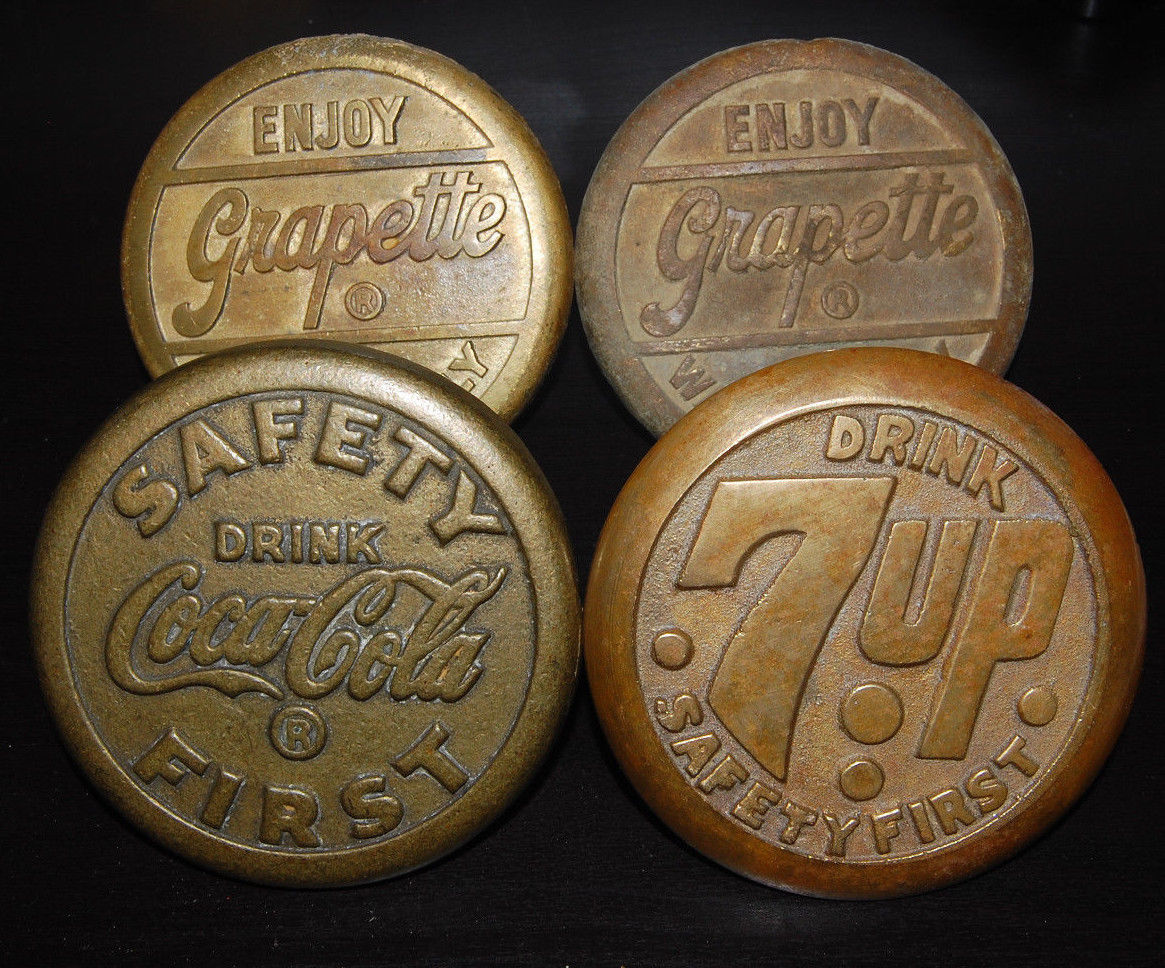 ENJOY
Grapette
®
ENJOY
Grapette
®
SAFETY
DRINK
Coca-Cola
®
FIRST
DRINK
7up
SAFETY FIRST